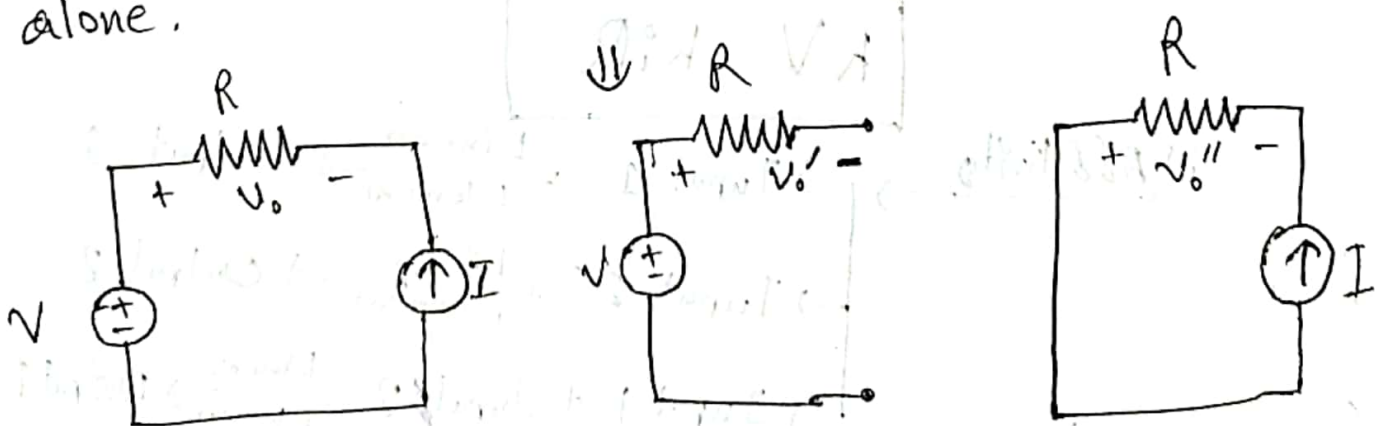 alone.
R
+ V₀ -
V
+
-
I
⇓
R
+ V₀′ -
V
+
-
R
+ V₀″ -
I